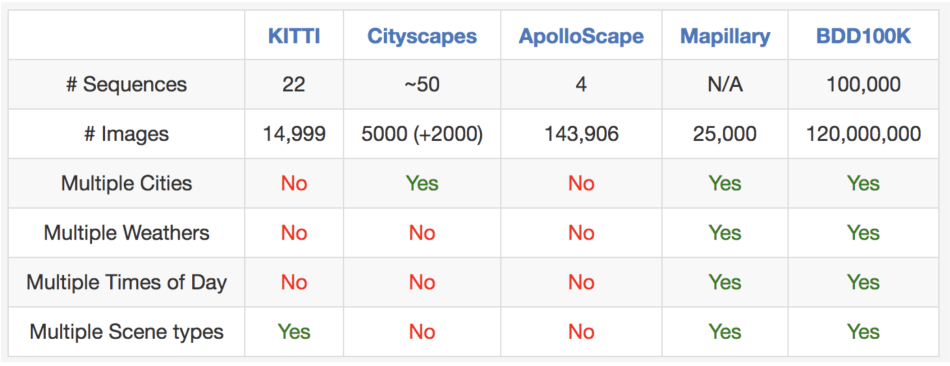 KITTI Cityscapes ApolloScape Mapillary BDD100K
# Sequences 22 ~50 4 N/A 100,000
# Images 14,999 5000 (+2000) 143,906 25,000 120,000,000
Multiple Cities No Yes No Yes Yes
Multiple Weathers No No No Yes Yes
Multiple Times of Day No No No Yes Yes
Multiple Scene types Yes No No Yes Yes